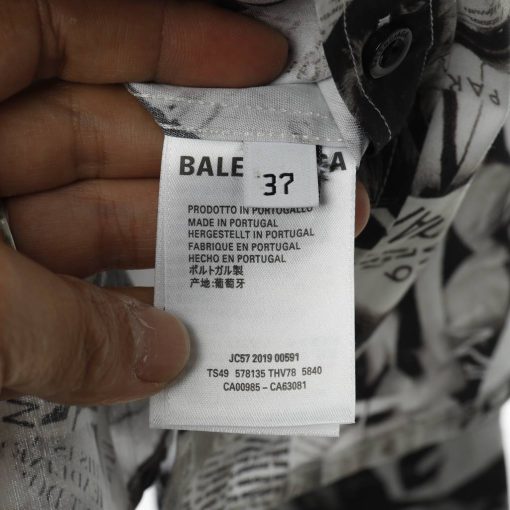 BALE GA
37
PRODOTTO IN PORTOGALLO
MADE IN PORTUGAL
HERGESTELLT IN PORTUGAL
FABRIQUE EN PORTUGAL
HECHO EN PORTUGAL
ポルトガル製
产地:葡萄牙
JC57 2019 00591
TS49 578135 THV78 5840
CA00985 – CA63081